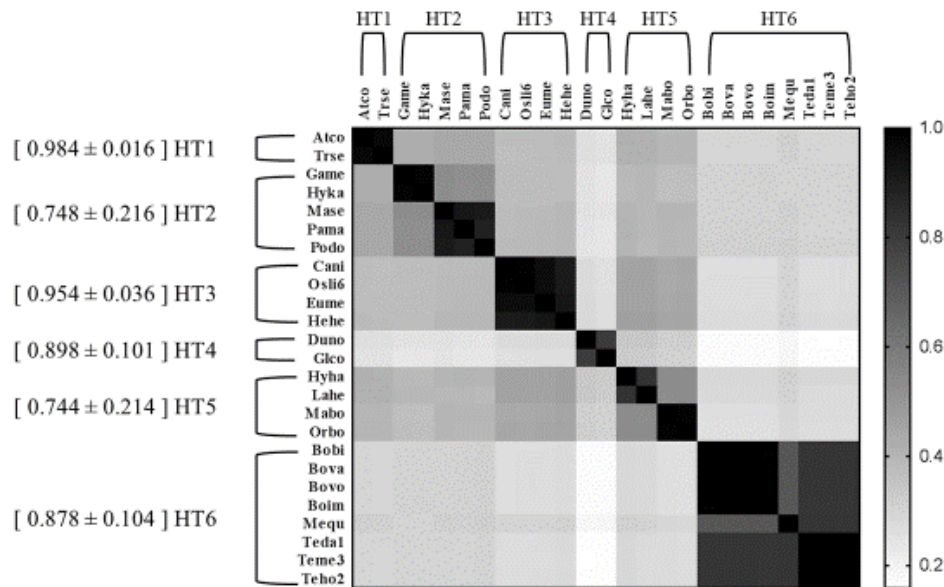 HT1 HT2 HT3 HT4 HT5 HT6
Atco Trse Game Hyka Mase Pama Podo Cani Osli6 Eume Hehe Duno Glco Hyha Lahe Mabo Orbo Bobi Bova Bovo Boim Mequ Teda1 Teme3 Teho2
[ 0.984 ± 0.016 ] HT1
Atco
Trse
[ 0.748 ± 0.216 ] HT2
Game
Hyka
Mase
Pama
Podo
[ 0.954 ± 0.036 ] HT3
Cani
Osli6
Eume
Hehe
[ 0.898 ± 0.101 ] HT4
Duno
Glco
[ 0.744 ± 0.214 ] HT5
Hyha
Lahe
Mabo
Orbo
[ 0.878 ± 0.104 ] HT6
Bobi
Bova
Bovo
Boim
Mequ
Teda1
Teme3
Teho2
1.0
0.8
0.6
0.4
0.2